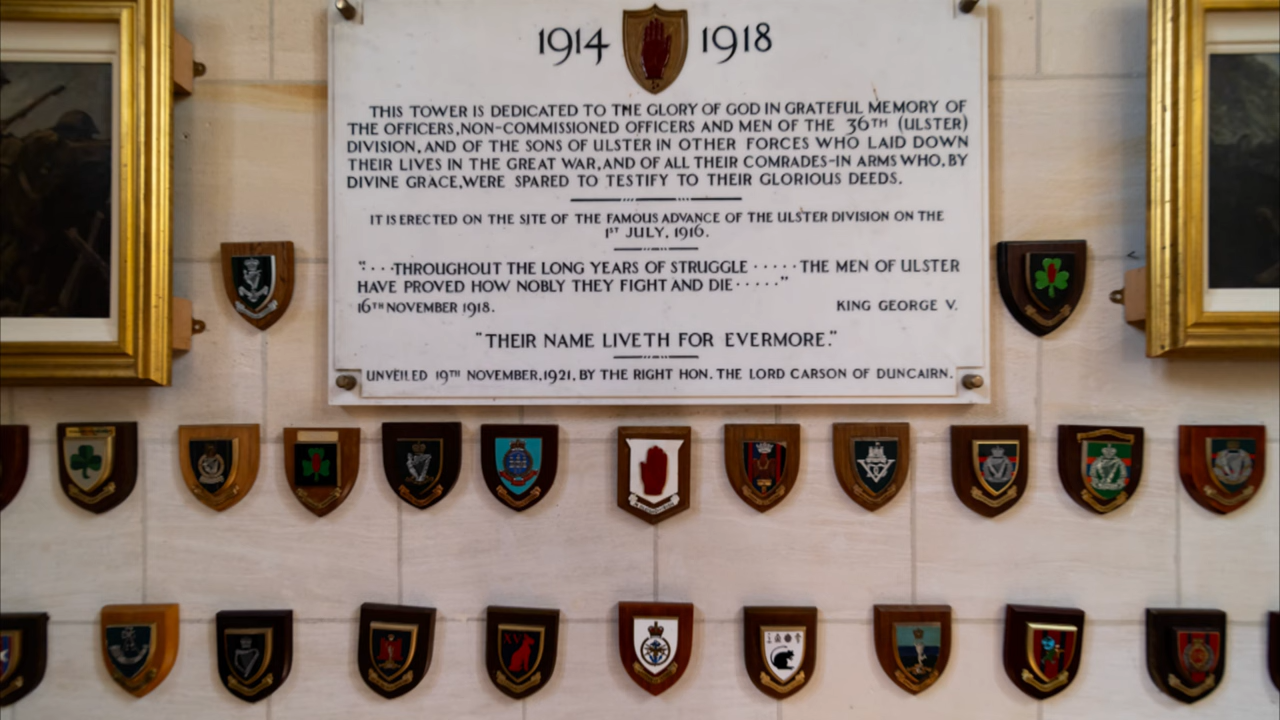 1914 1918
THIS TOWER IS DEDICATED TO THE GLORY OF GOD IN GRATEFUL MEMORY OF
THE OFFICERS, NON-COMMISSIONED OFFICERS AND MEN OF THE 36TH (ULSTER)
DIVISION, AND OF THE SONS OF ULSTER IN OTHER FORCES WHO LAID DOWN
THEIR LIVES IN THE GREAT WAR, AND OF ALL THEIR COMRADES-IN ARMS WHO, BY
DIVINE GRACE, WERE SPARED TO TESTIFY TO THEIR GLORIOUS DEEDS.
IT IS ERECTED ON THE SITE OF THE FAMOUS ADVANCE OF THE ULSTER DIVISION ON THE
1ST JULY, 1916.
"····THROUGHOUT THE LONG YEARS OF STRUGGLE ·····THE MEN OF ULSTER
HAVE PROVED HOW NOBLY THEY FIGHT AND DIE·····"
16TH NOVEMBER 1918. KING GEORGE V.
"THEIR NAME LIVETH FOR EVERMORE."
UNVEILED 19TH NOVEMBER, 1921, BY THE RIGHT HON. THE LORD CARSON OF DUNCAIRN.